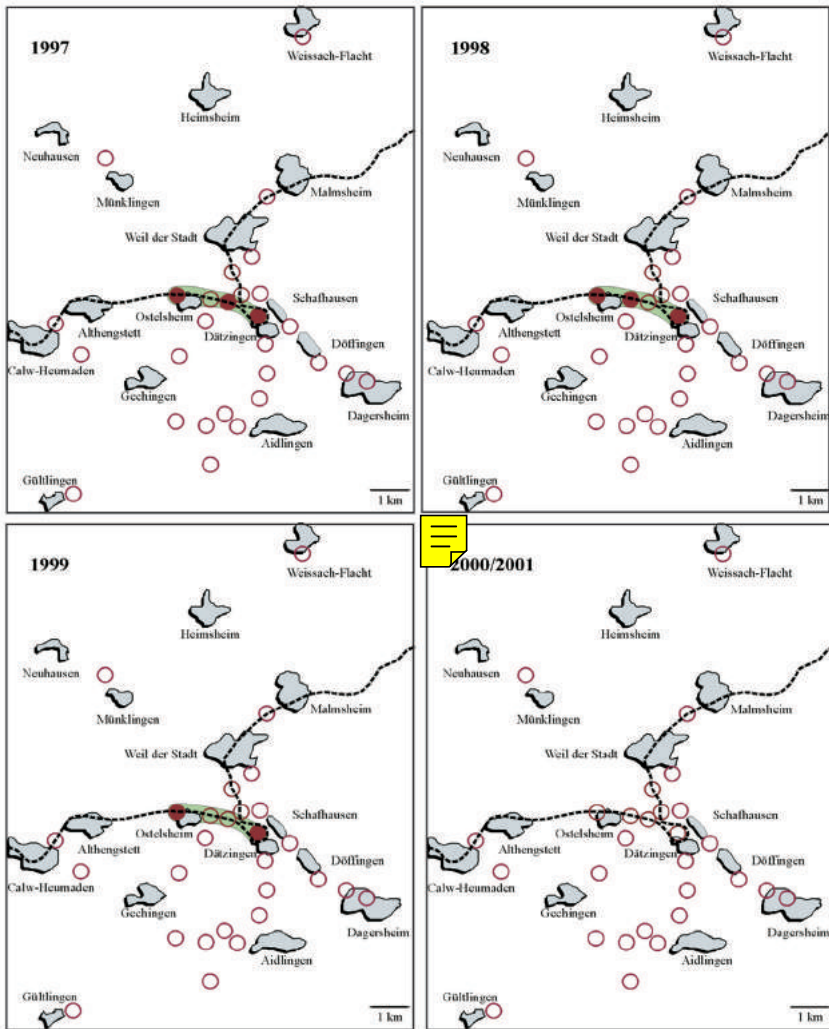 1997
Weissach-Flacht
Heimsheim
Neuhausen
Münklingen
Malmsheim
Weil der Stadt
Schafhausen
Ostelsheim
Althengstett
Dätzingen
Döffingen
Calw-Heumaden
Gechingen
Dagersheim
Aidlingen
Gültlingen
1 km
1998
Weissach-Flacht
Heimsheim
Neuhausen
Münklingen
Malmsheim
Weil der Stadt
Schafhausen
Ostelsheim
Althengstett
Dätzingen
Döffingen
Calw-Heumaden
Gechingen
Dagersheim
Aidlingen
Gültlingen
1 km
1999
Weissach-Flacht
Heimsheim
Neuhausen
Münklingen
Malmsheim
Weil der Stadt
Schafhausen
Ostelsheim
Althengstett
Dätzingen
Döffingen
Calw-Heumaden
Gechingen
Dagersheim
Aidlingen
Gültlingen
1 km
2000/2001
Weissach-Flacht
Heimsheim
Neuhausen
Münklingen
Malmsheim
Weil der Stadt
Schafhausen
Ostelsheim
Althengstett
Dätzingen
Döffingen
Calw-Heumaden
Gechingen
Dagersheim
Aidlingen
Gültlingen
1 km